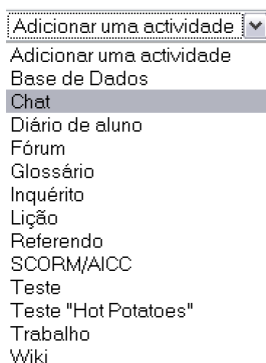 Adicionar uma actividade
Adicionar uma actividade
Base de Dados
Chat
Diário de aluno
Fórum
Glossário
Inquérito
Lição
Referendo
SCORM/AICC
Teste
Teste "Hot Potatoes"
Trabalho
Wiki